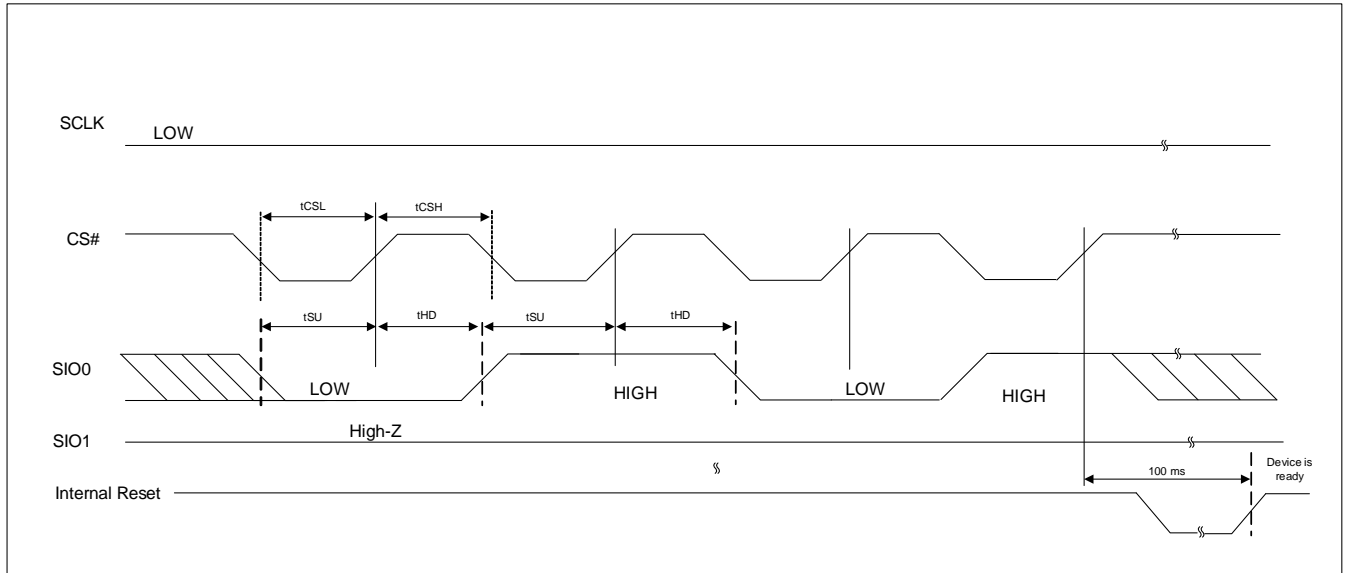 SCLK
LOW
tCSL
tCSH
CS#
tSU
tHD
tSU
tHD
SIO0
LOW
HIGH
LOW
HIGH
High-Z
SIO1
100 ms
Device is
ready
Internal Reset